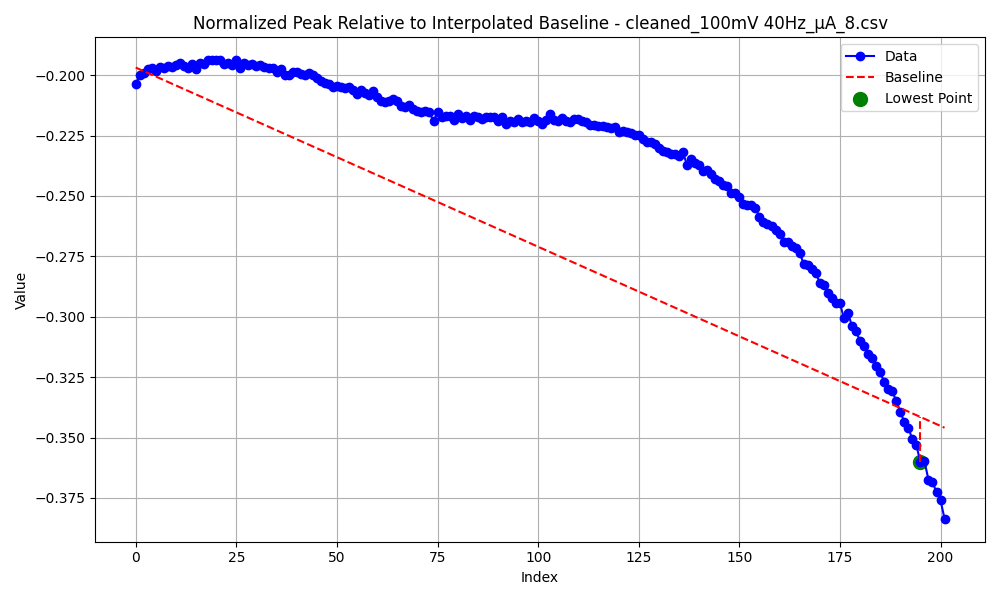 Normalized Peak Relative to Interpolated Baseline - cleaned_100mV 40Hz_μA_8.csv
Data
Baseline
Lowest Point
Value
−0.200
−0.225
−0.250
−0.275
−0.300
−0.325
−0.350
−0.375
0 25 50 75 100 125 150 175 200
Index